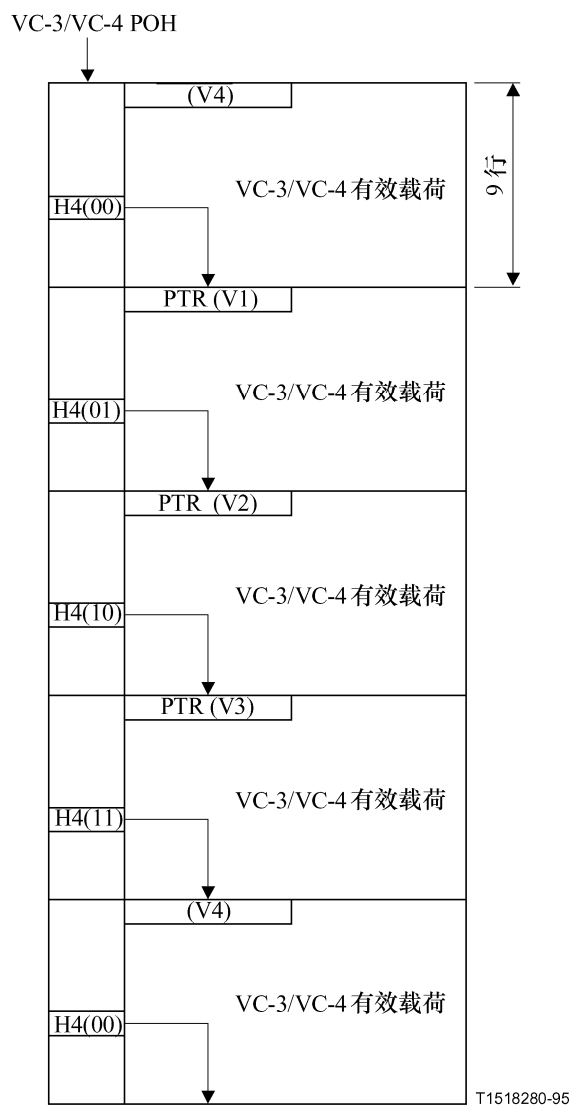 VC-3/VC-4 POH
(V4)
VC-3/VC-4 有效载荷
9 行
H4(00)
PTR (V1)
VC-3/VC-4 有效载荷
H4(01)
PTR (V2)
VC-3/VC-4 有效载荷
H4(10)
PTR (V3)
VC-3/VC-4 有效载荷
H4(11)
(V4)
VC-3/VC-4 有效载荷
H4(00)
T1518280-95